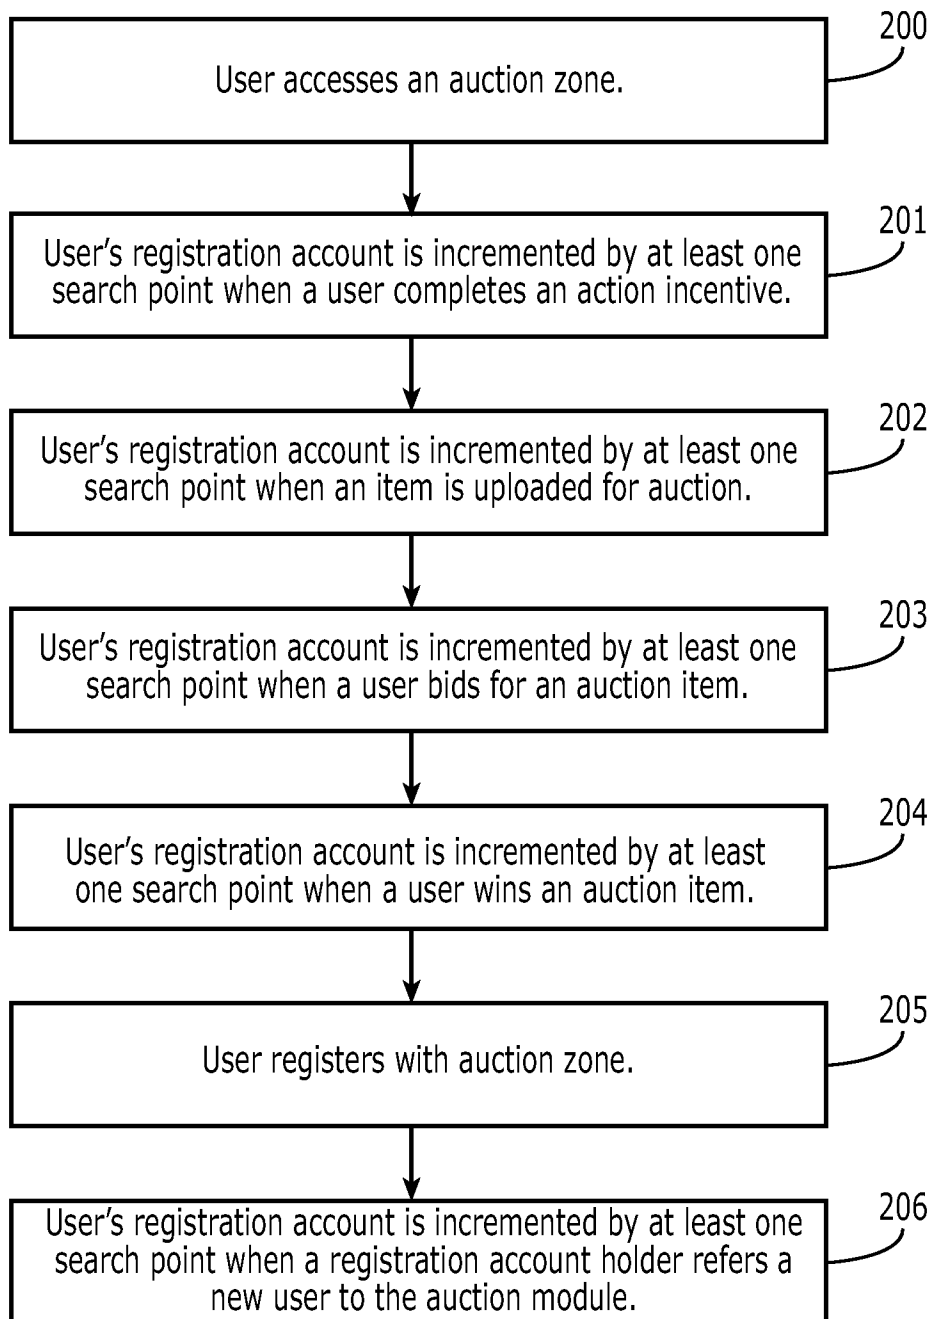 200
User accesses an auction zone.
201
User’s registration account is incremented by at least one
search point when a user completes an action incentive.
202
User’s registration account is incremented by at least one
search point when an item is uploaded for auction.
203
User’s registration account is incremented by at least one
search point when a user bids for an auction item.
204
User’s registration account is incremented by at least
one search point when a user wins an auction item.
205
User registers with auction zone.
206
User’s registration account is incremented by at least one
search point when a registration account holder refers a
new user to the auction module.